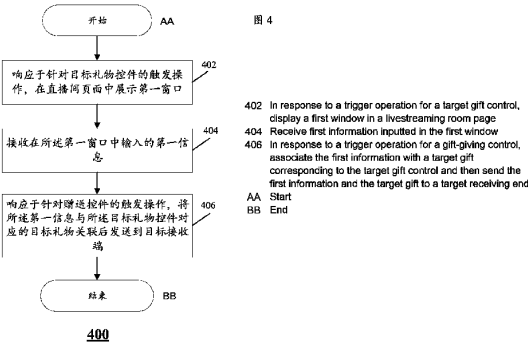 开始
AA
图 4
响应于针对目标礼物控件的触发操
作，在直播间页面中展示第一窗口
402
接收在所述第一窗口中输入的第一信
息
404
响应于针对赠送控件的触发操作，将
所述第一信息与所述目标礼物控件对
应的目标礼物关联后发送到目标接收
端
406
结束
BB
400
402 In response to a trigger operation for a target gift control,
display a first window in a livestreaming room page
404 Receive first information inputted in the first window
406 In response to a trigger operation for a gift-giving control,
associate the first information with a target gift
corresponding to the target gift control and then send the
first information and the target gift to a target receiving end
AA Start
BB End